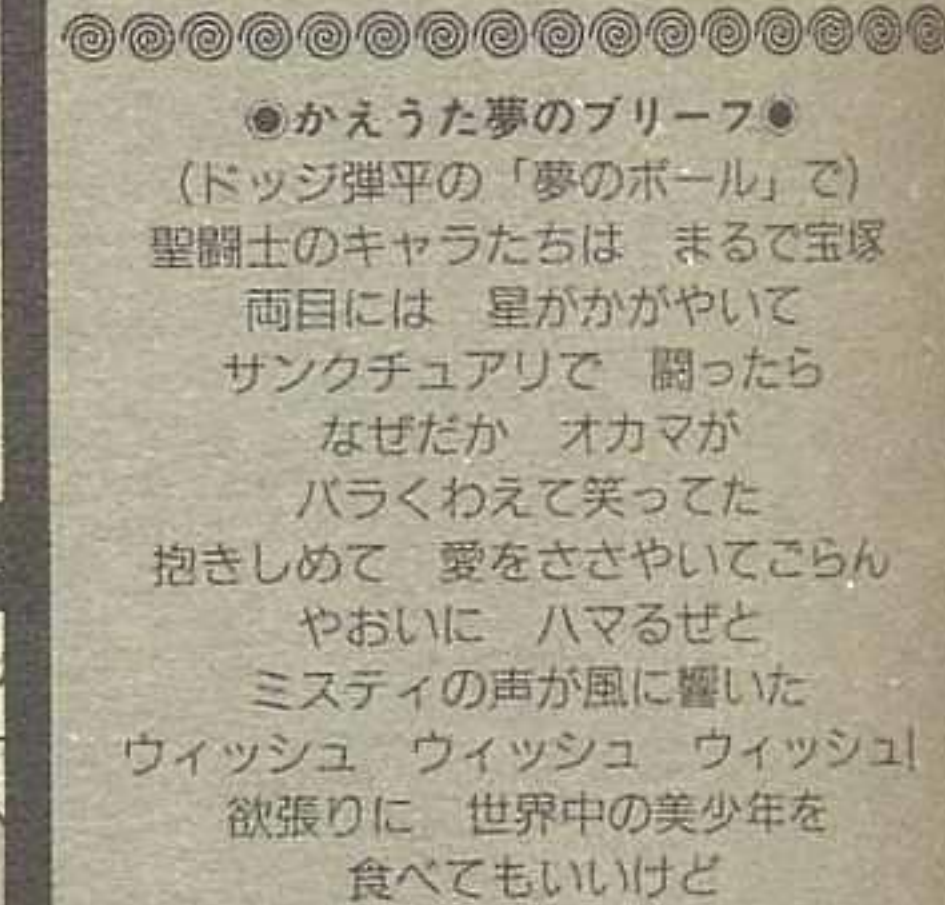 ◉かえうた夢のブリーフ◉
(ドッジ弾平の「夢のボール」で)
聖闘士のキャラたちは　まるで宝塚
両目には　星がかがやいて
サンクチュアリで　闘ったら
なぜだか　オカマが
バラくわえて笑ってた
抱きしめて　愛をささやいてごらん
やおいに　ハマるぜと
ミスティの声が風に響いた
ウィッシュ　ウィッシュ　ウィッシュ!
欲張りに　世界中の美少年を
食べてもいいけど